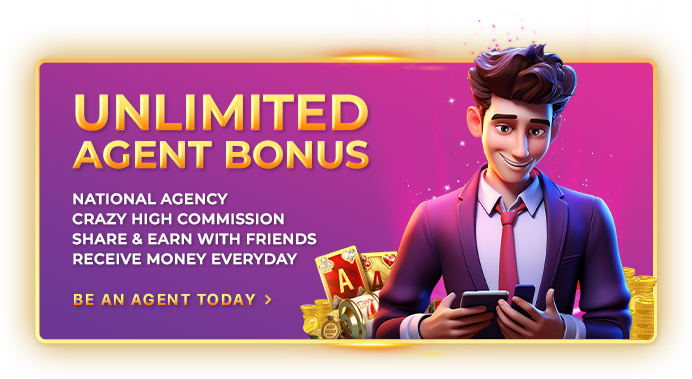 UNLIMITED
AGENT BONUS
NATIONAL AGENCY
CRAZY HIGH COMMISSION
SHARE & EARN WITH FRIENDS
RECEIVE MONEY EVERYDAY
BE AN AGENT TODAY >
A